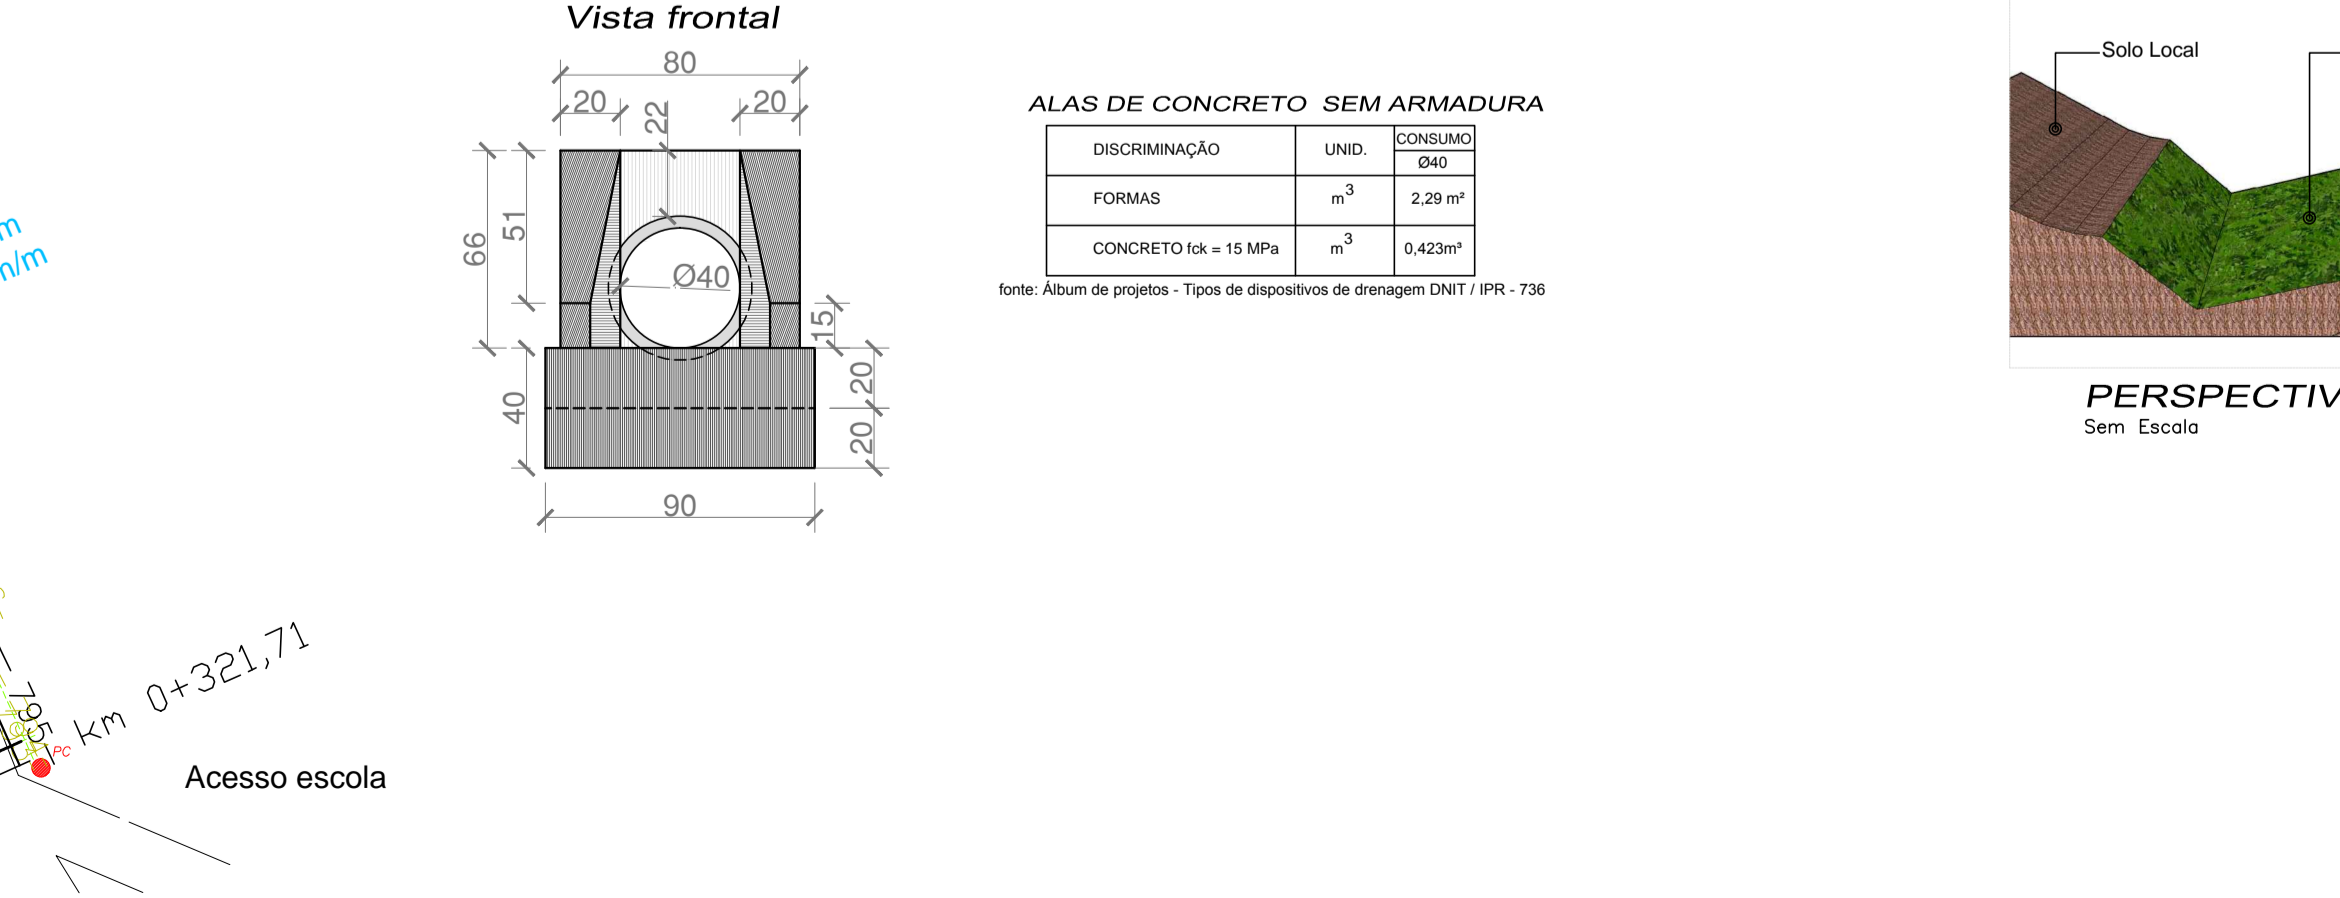 Vista frontal
80
20
22
20
66
51
Ø40
15
40
20
20
90
ALAS DE CONCRETO SEM ARMADURA
DISCRIMINAÇÃO UNID. CONSUMO
Ø40
FORMAS m3 2,29 m²
CONCRETO fck = 15 MPa m3 0,423m³
fonte: Álbum de projetos - Tipos de dispositivos de drenagem DNIT / IPR - 736
Solo Local
PERSPECTIV
Sem Escala
m
m/m
km 0+321,71
795
PC
Acesso escola